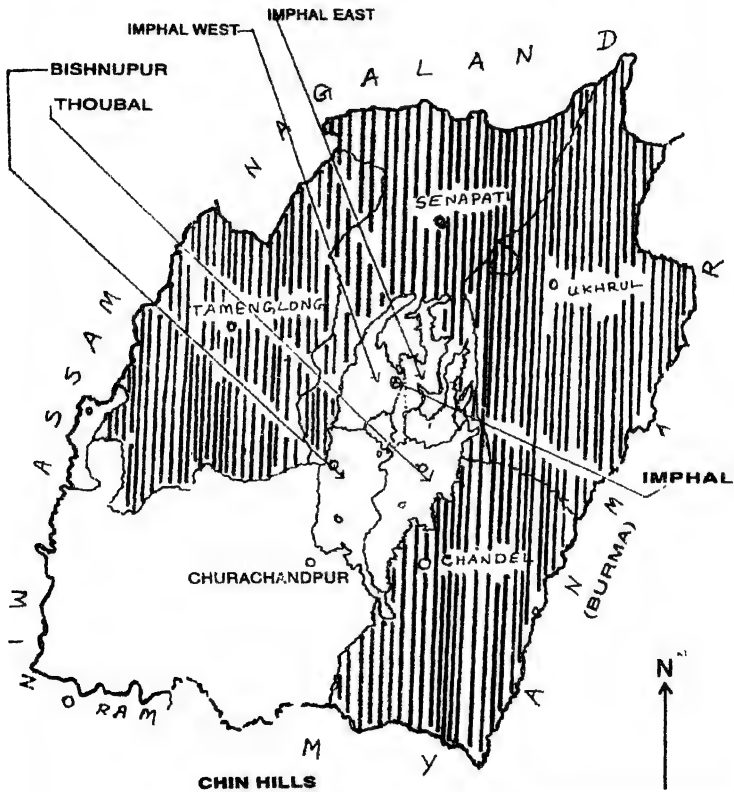 IMPHAL EAST
IMPHAL WEST
BISHNUPUR
THOUBAL
NAGALAND
SENAPATI
UKHRUL
TAMENGLONG
ASSAM
IMPHAL
CHURACHANDPUR
CHANDEL
MYANMAR
(BURMA)
MIZORAM
N
CHIN HILLS